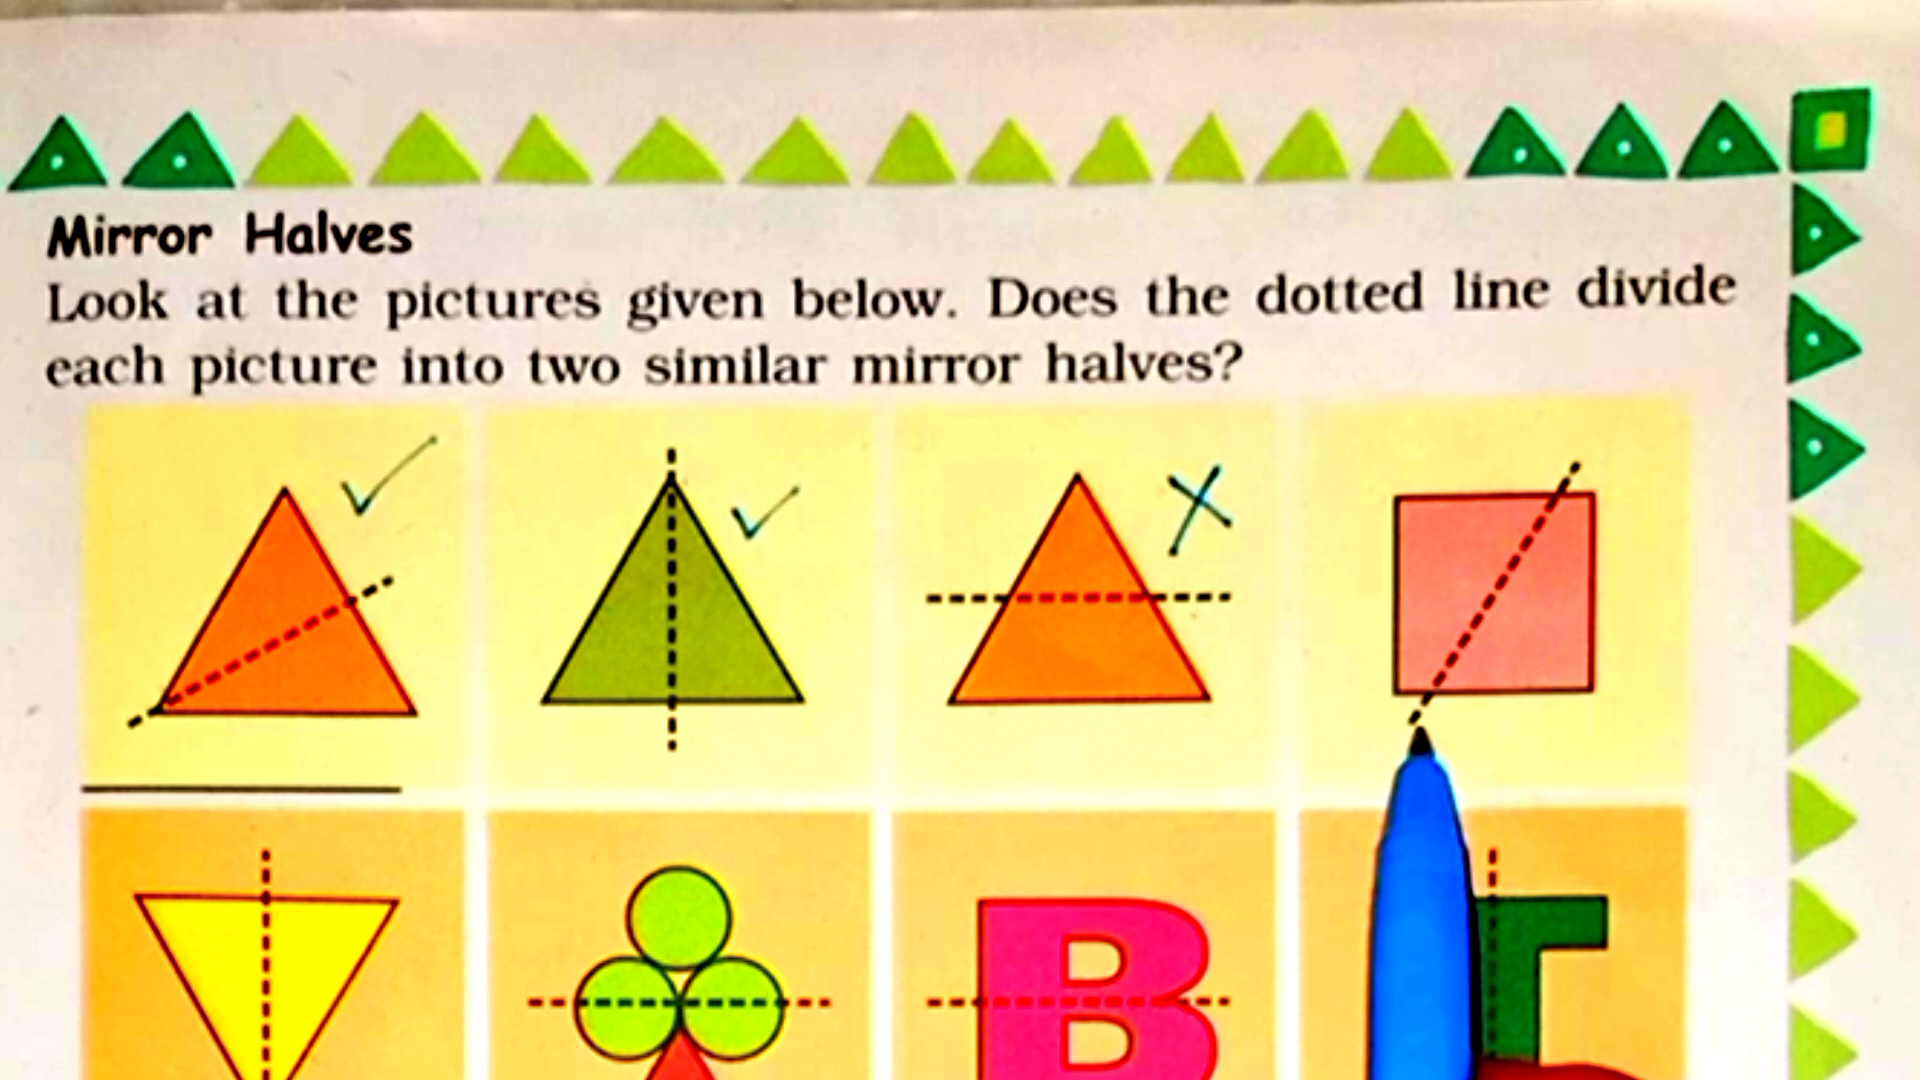 Mirror Halves
Look at the pictures given below. Does the dotted line divide
each picture into two similar mirror halves?
B